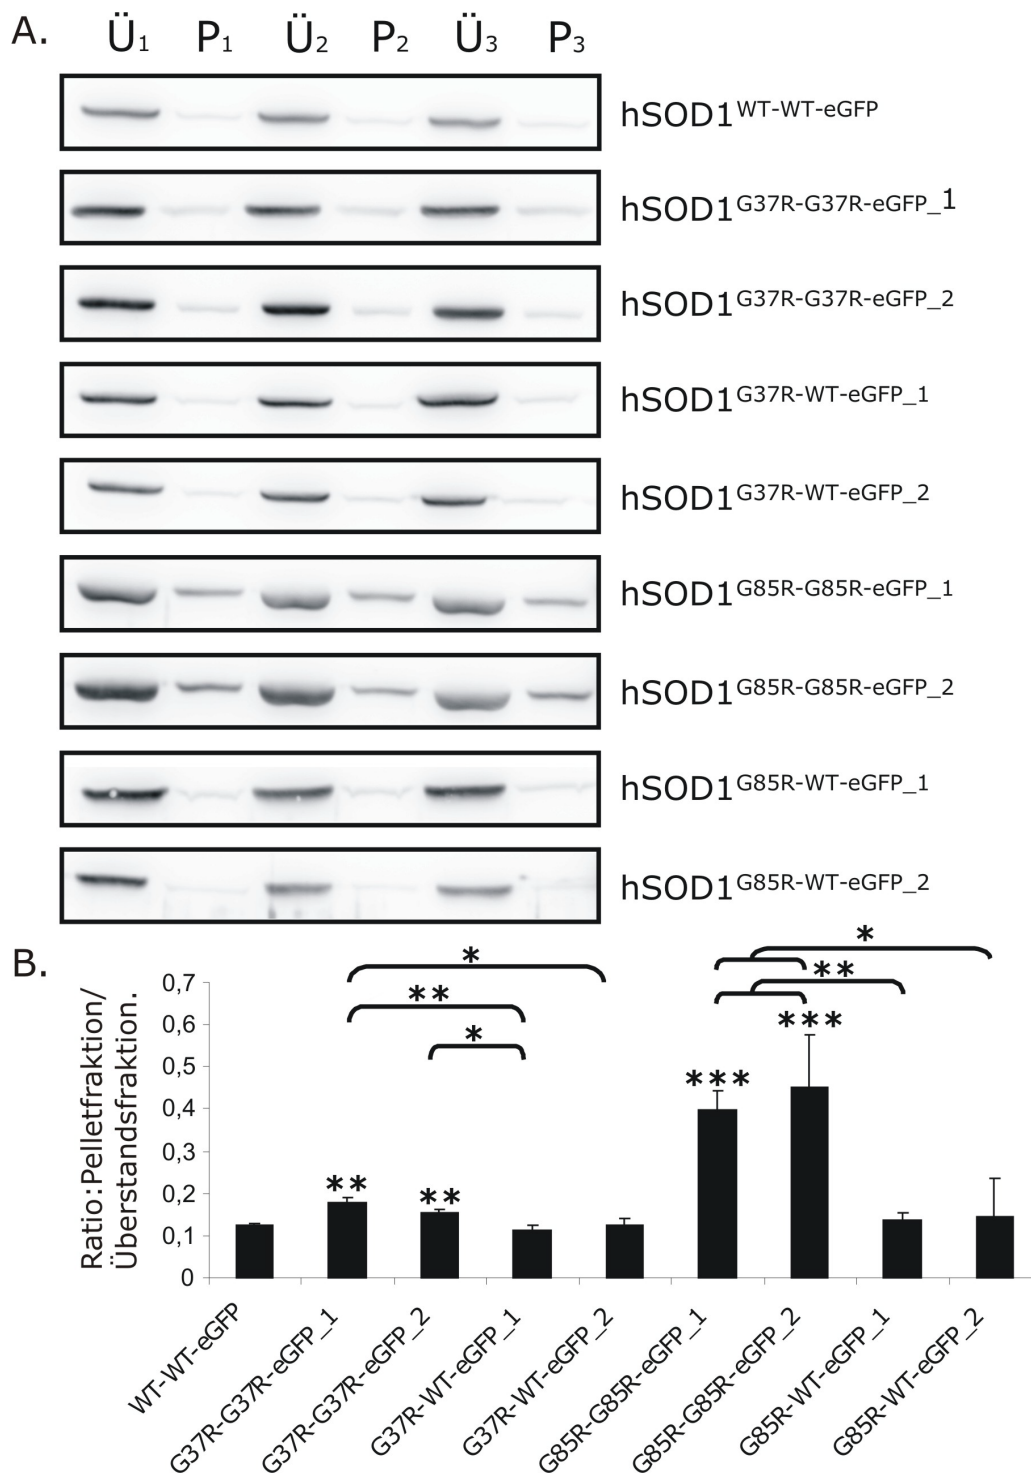 A.
Ü1 P1 Ü2 P2 Ü3 P3
hSOD1WT-WT-eGFP
hSOD1G37R-G37R-eGFP_1
hSOD1G37R-G37R-eGFP_2
hSOD1G37R-WT-eGFP_1
hSOD1G37R-WT-eGFP_2
hSOD1G85R-G85R-eGFP_1
hSOD1G85R-G85R-eGFP_2
hSOD1G85R-WT-eGFP_1
hSOD1G85R-WT-eGFP_2
B.
Ratio:Pelletfraktion/
Überstandsfraktion.
0,7
0,6
0,5
0,4
0,3
0,2
0,1
0
*
**
*
*
**
***
***
**
**
WT-WT-eGFP
G37R-G37R-eGFP_1
G37R-G37R-eGFP_2
G37R-WT-eGFP_1
G37R-WT-eGFP_2
G85R-G85R-eGFP_1
G85R-G85R-eGFP_2
G85R-WT-eGFP_1
G85R-WT-eGFP_2